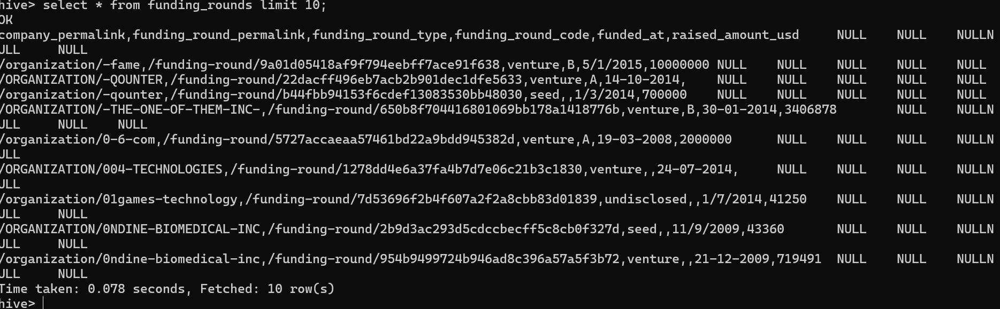 hive> select * from funding_rounds limit 10;
OK
company_permalink,funding_round_permalink,funding_round_type,funding_round_code,funded_at,raised_amount_usd NULL NULL NULLN
ULL NULL
/organization/-fame,/funding-round/9a01d05418af9f794eebff7ace91f638,venture,B,5/1/2015,10000000 NULL NULL NULL NULL NULL
/ORGANIZATION/-QOUNTER,/funding-round/22dacff496eb7acb2b901dec1dfe5633,venture,A,14-10-2014, NULL NULL NULL NULL NULL
/organization/-qounter,/funding-round/b44fbb94153f6cdef13083530bb48030,seed,,1/3/2014,700000 NULL NULL NULL NULL NULL
/ORGANIZATION/-THE-ONE-OF-THEM-INC-,/funding-round/650b8f704416801069bb178a1418776b,venture,B,30-01-2014,3406878 NULL NULLN
ULL NULL NULL
/organization/0-6-com,/funding-round/5727accaeaa57461bd22a9bdd945382d,venture,A,19-03-2008,2000000 NULL NULL NULL NULLN
ULL
/ORGANIZATION/004-TECHNOLOGIES,/funding-round/1278dd4e6a37fa4b7d7e06c21b3c1830,venture,,24-07-2014, NULL NULL NULL NULLN
ULL
/organization/01games-technology,/funding-round/7d53696f2b4f607a2f2a8cbb83d01839,undisclosed,,1/7/2014,41250 NULL NULL NULLN
ULL NULL
/ORGANIZATION/0NDINE-BIOMEDICAL-INC,/funding-round/2b9d3ac293d5cdccbecff5c8cb0f327d,seed,,11/9/2009,43360 NULL NULL NULLN
ULL NULL
/organization/0ndine-biomedical-inc,/funding-round/954b9499724b946ad8c396a57a5f3b72,venture,,21-12-2009,719491 NULL NULL NULLN
ULL NULL
Time taken: 0.078 seconds, Fetched: 10 row(s)
hive>